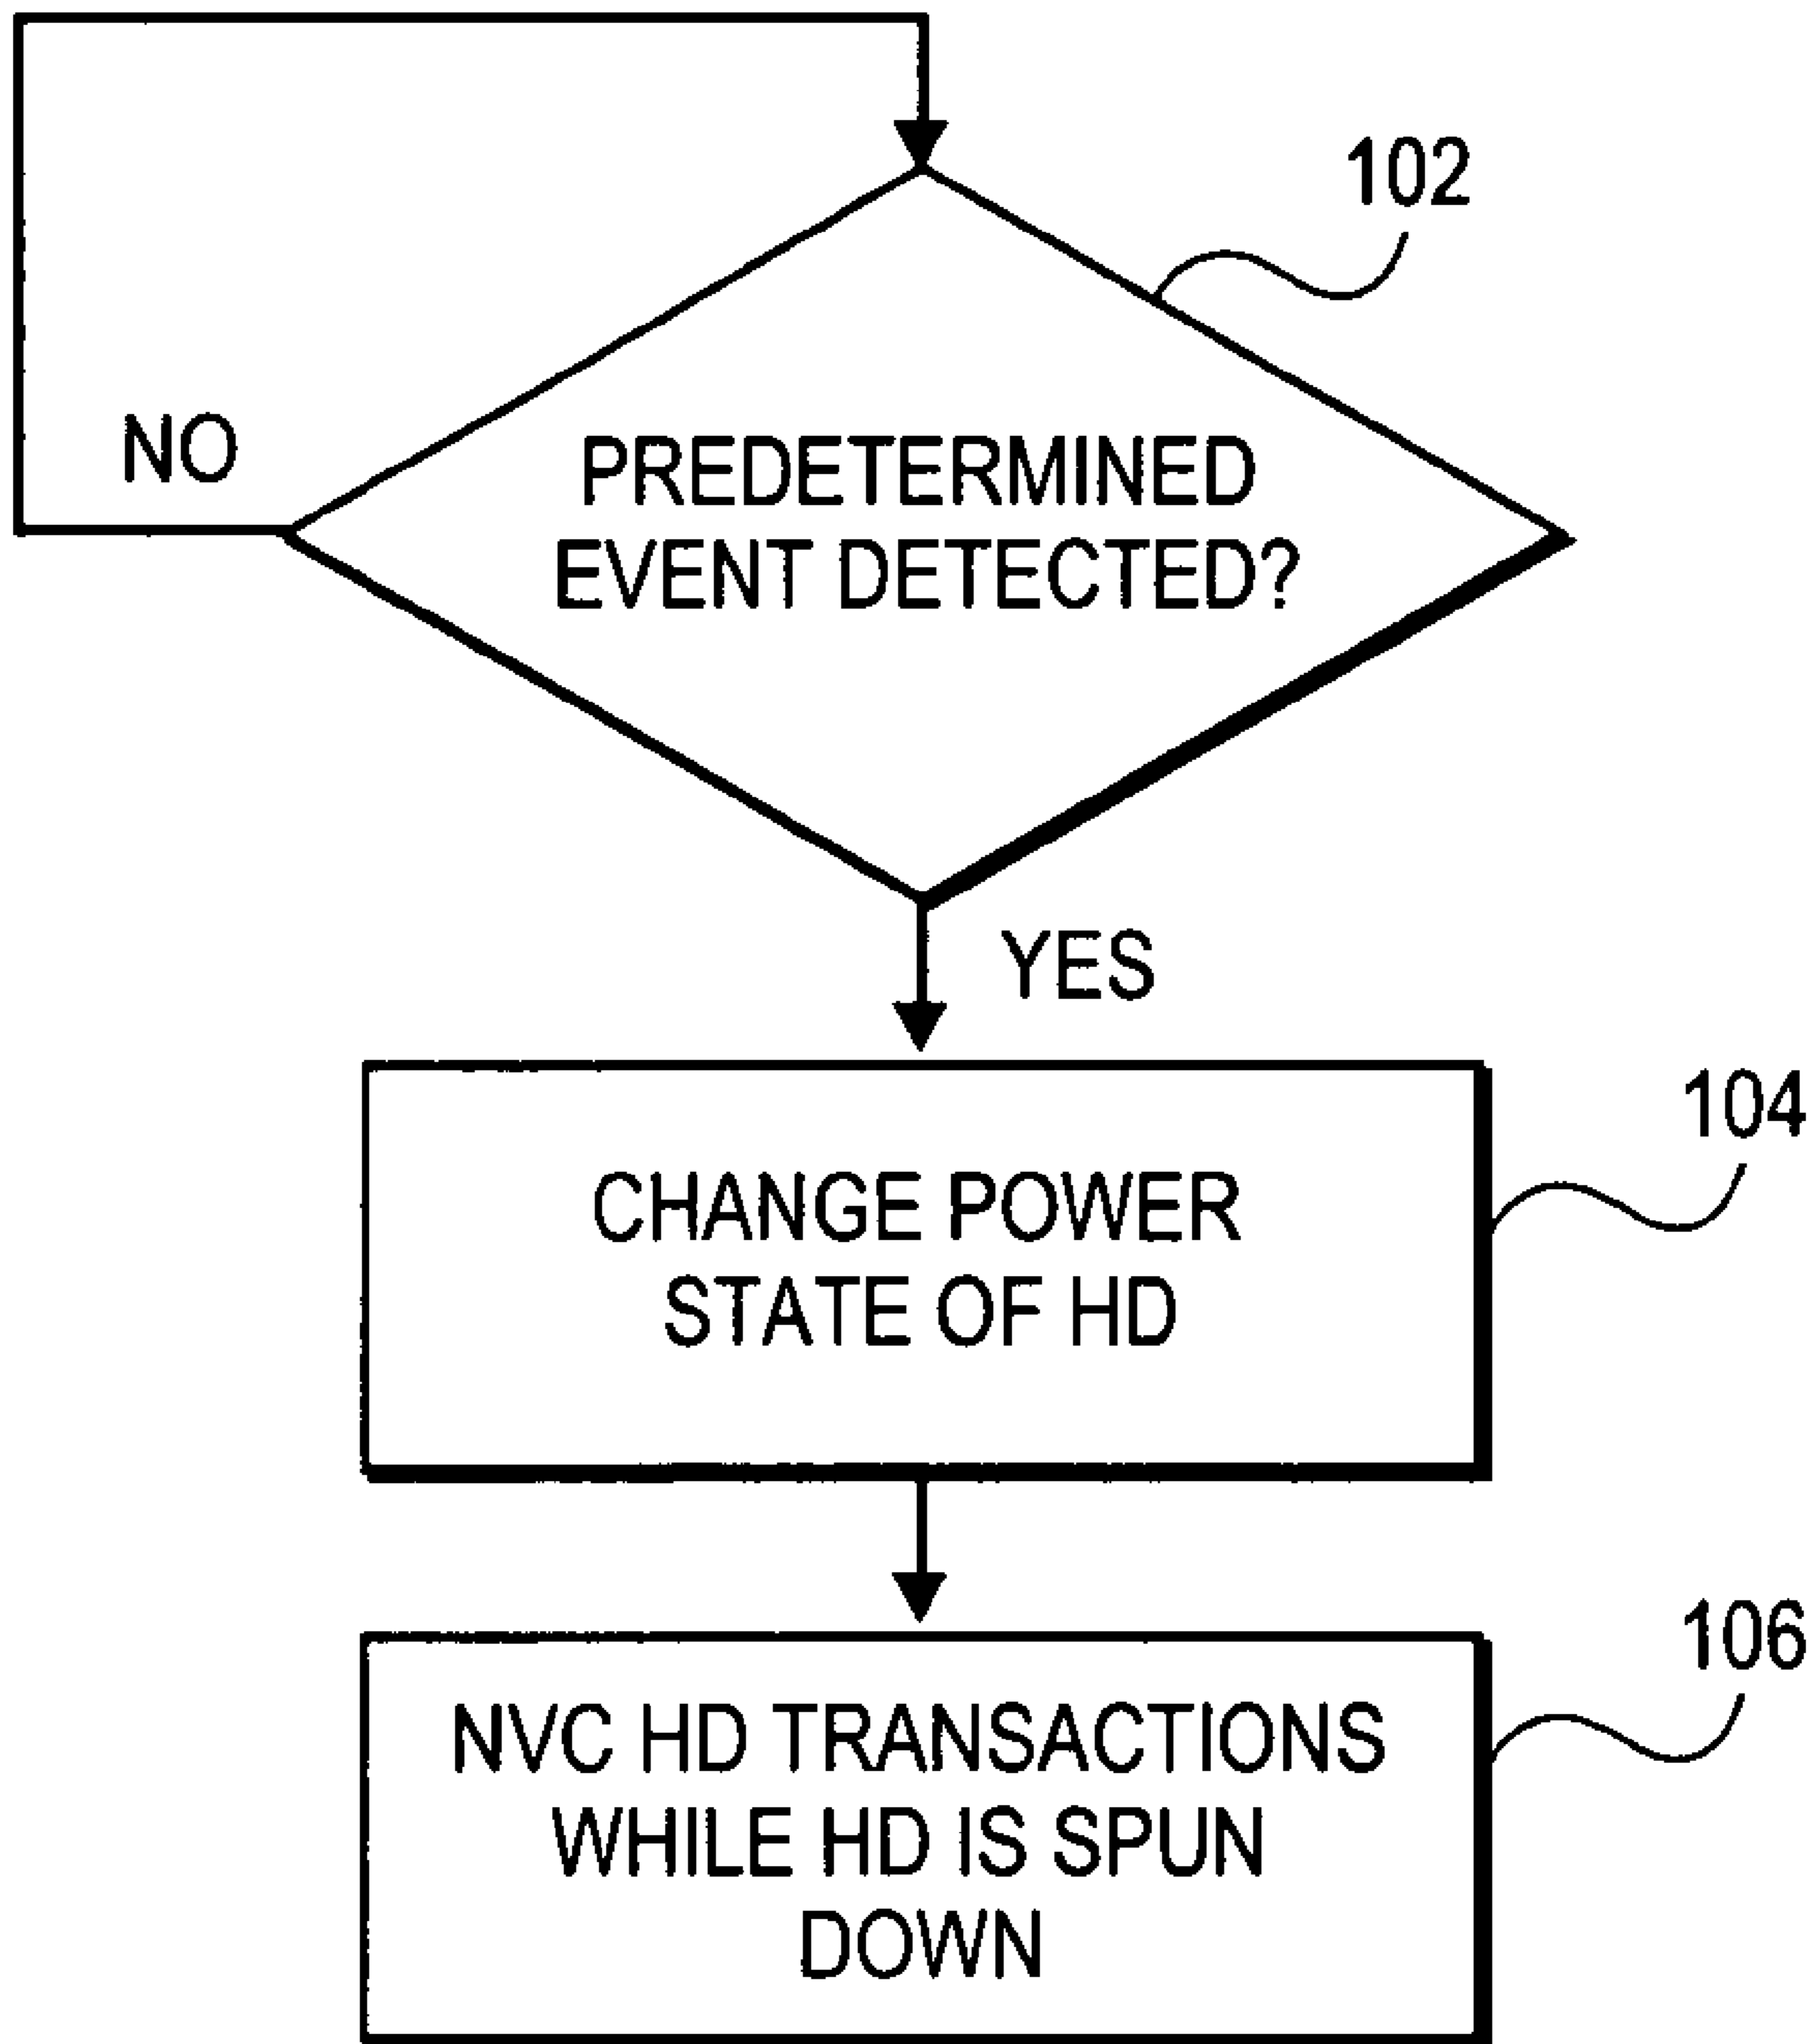 102
NO
PREDETERMINED
EVENT DETECTED?
YES
104
CHANGE POWER
STATE OF HD
106
NVC HD TRANSACTIONS
WHILE HD IS SPUN
DOWN